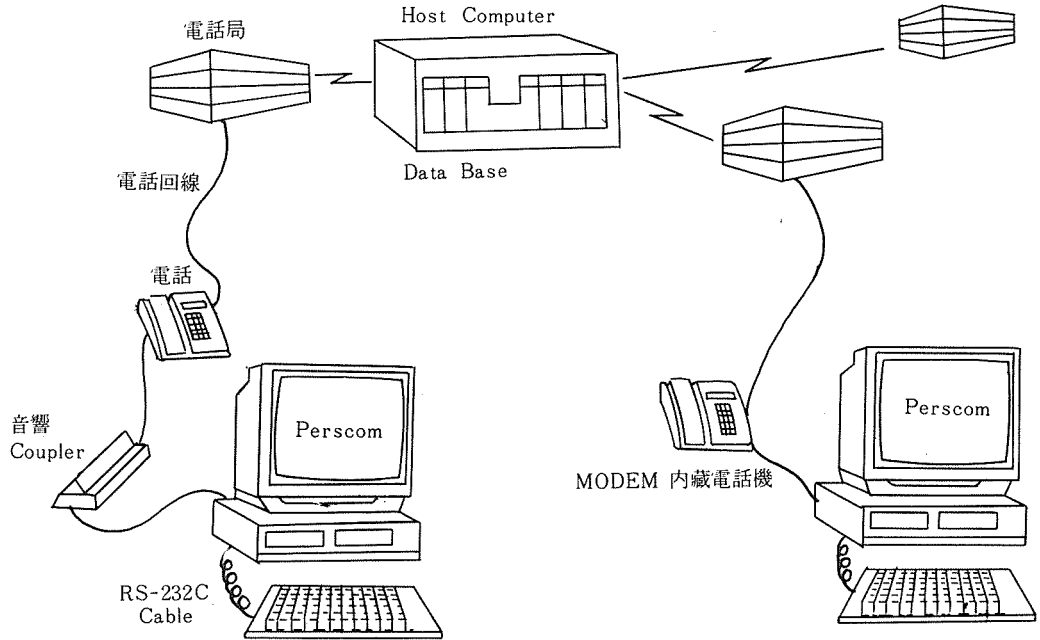 Host Computer
電話局
Data Base
電話回線
電話
音響
Coupler
Perscom
Perscom
MODEM 内蔵電話機
RS-232C
Cable